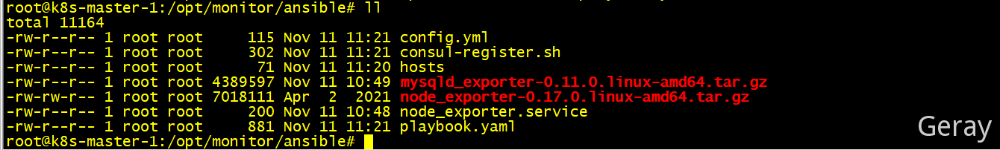 root@k8s-master-1:/opt/monitor/ansible# ll
total 11164
-rw-r--r-- 1 root root     115 Nov 11 11:21 config.yml
-rw-r--r-- 1 root root     302 Nov 11 11:21 consul-register.sh
-rw-r--r-- 1 root root      71 Nov 11 11:20 hosts
-rw-r--r-- 1 root root 4389597 Nov 11 10:49 mysqld_exporter-0.11.0.linux-amd64.tar.gz
-rw-rw-r-- 1 root root 7018111 Apr  2  2021 node_exporter-0.17.0.linux-amd64.tar.gz
-rw-r--r-- 1 root root     200 Nov 11 10:48 node_exporter.service
-rw-r--r-- 1 root root     881 Nov 11 11:21 playbook.yaml
root@k8s-master-1:/opt/monitor/ansible#
Geray